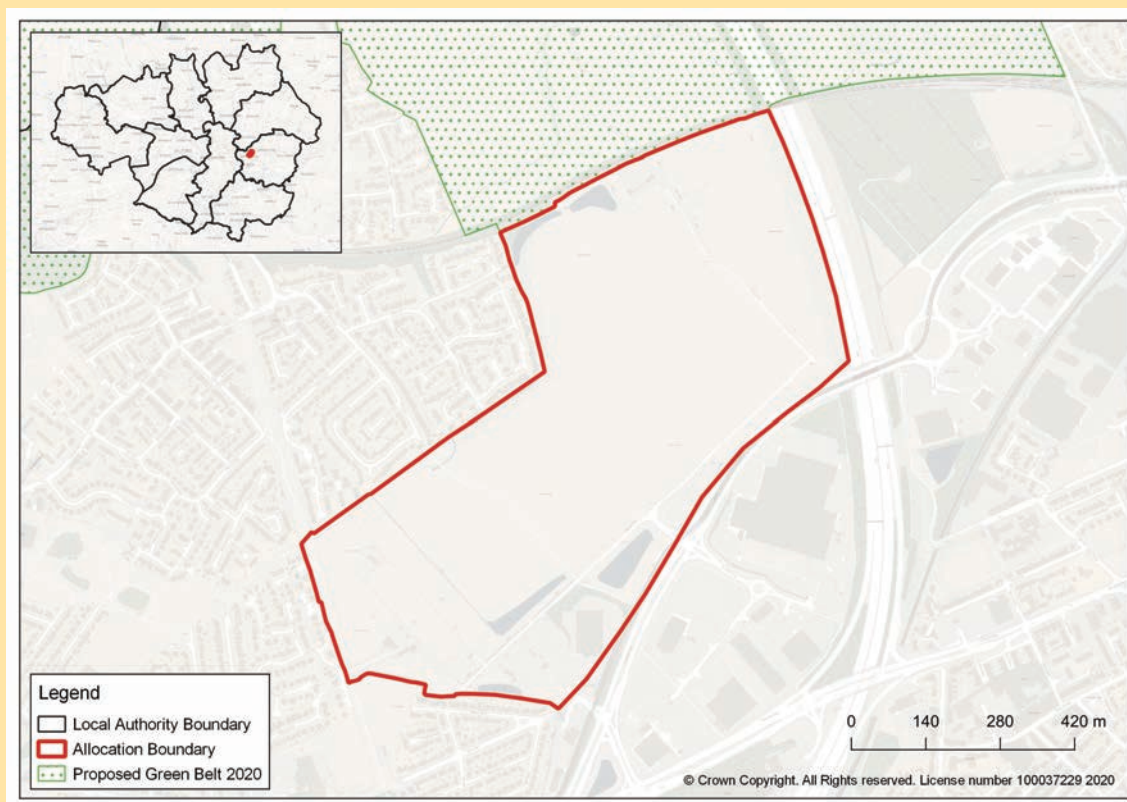 Legend
Local Authority Boundary
Allocation Boundary
Proposed Green Belt 2020
0 140 280 420 m
© Crown Copyright. All Rights reserved. License number 100037229 2020